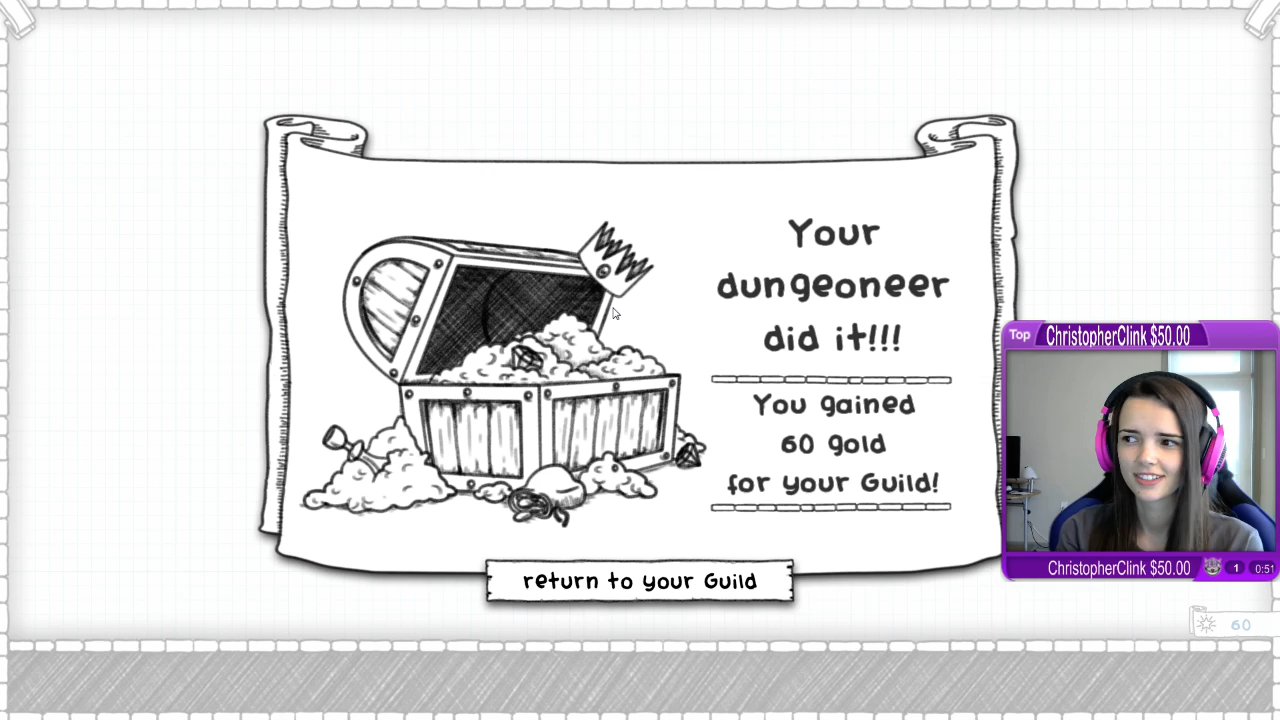 Your
dungeoneer
did it!!!
You gained
60 gold
for your Guild!
return to your Guild
Top ChristopherClink $50.00
ChristopherClink $50.00 1 0:51
60